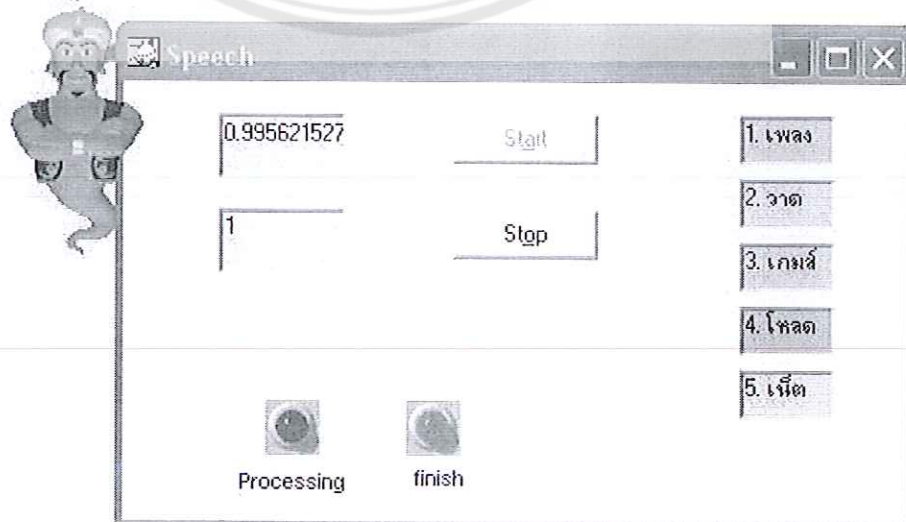 Speech
0.995621527
Start
1. เพลง
2. วาด
1
Stop
3. เกมส์
4. โหลด
5. เน็ต
Processing
finish